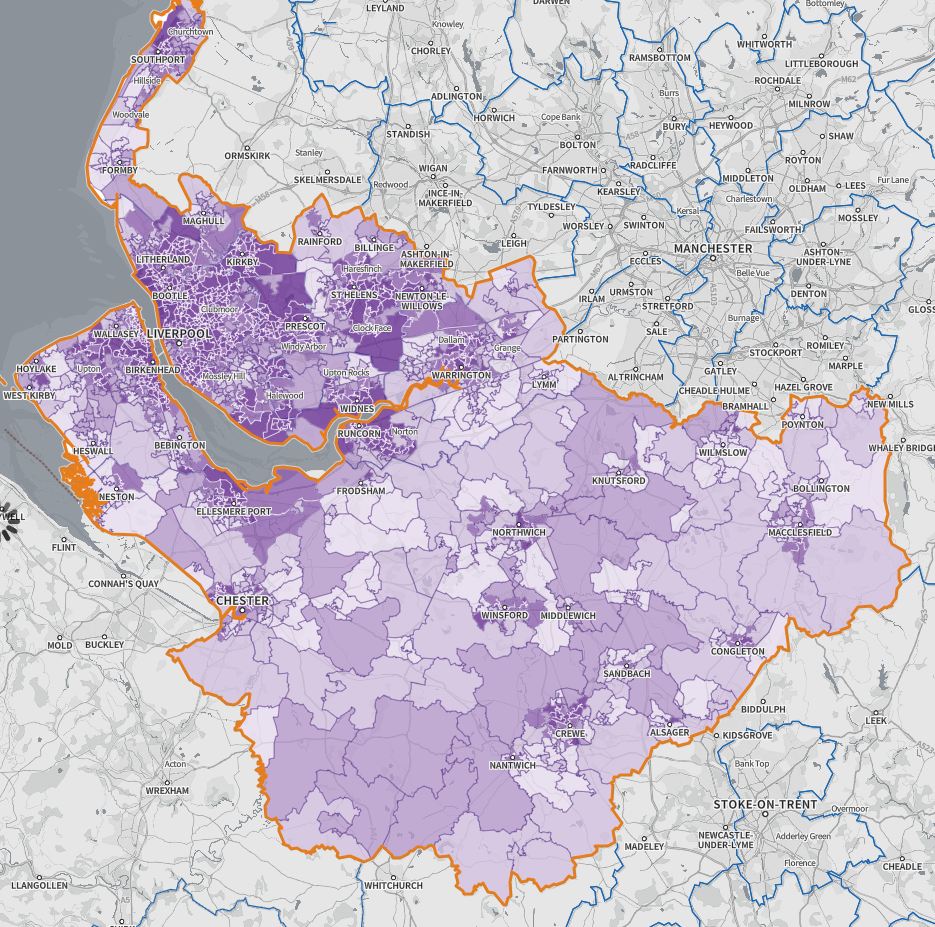 LEYLAND
DARWEN
Bottomley
Knowley
Churchtown
CHORLEY
WHITWORTH
SOUTHPORT
RAMSBOTTOM
LITTLEBOROUGH
Hillside
ROCHDALE
M62
ADLINGTON
Burrs
MILNROW
Woodvale
HORWICH
Cope Bank
BURY
HEYWOOD
STANDISH
A58
SHAW
BOLTON
ORMSKIRK
Stanley
ROYTON
FORMBY
WIGAN
FARNWORTH
RADCLIFFE
SKELMERSDALE
Redwood
MIDDLETON
OLDHAM
LEES
Fur Lane
INCE-IN-
MAKERFIELD
KEARSLEY
Charlestown
TYLDESLEY
Kersal
MOSSLEY
MAGHULL
WORSLEY
SWINTON
FAILSWORTH
RAINFORD
BILLINGE
LEIGH
MANCHESTER
ASHTON-
UNDER-LYNE
LITHERLAND
KIRKBY
ASHTON-IN-
MAKERFIELD
ECCLES
Haresfinch
Belle Vue
BOOTLE
ST HELENS
NEWTON-LE-
WILLOWS
IRLAM
URMSTON
DENTON
Clubmoor
STRETFORD
GLOSS
PRESCOT
Clock Face
Burnage
WALLASEY
LIVERPOOL
Dallam
Grange
PARTINGTON
SALE
ROMLEY
Windy Arbor
STOCKPORT
HOYLAKE
Upton
BIRKENHEAD
Mossley Hill
Upton Rocks
WARRINGTON
LYMM
ALTRINCHAM
GATLEY
MARPLE
WEST KIRBY
Halewood
CHEADLE HULME
HAZEL GROVE
WIDNES
BRAMHALL
NEW MILLS
POYNTON
RUNCORN
Norton
HESWALL
BEBINGTON
WILMSLOW
WHALEY BRIDG
KNUTSFORD
FRODSHAM
BOLLINGTON
NESTON
ELLESMERE PORT
YWELL
NORTHWICH
MACCLESFIELD
FLINT
CONNAH'S QUAY
CHESTER
WINSFORD
MIDDLEWICH
MOLD
BUCKLEY
CONGLETON
SANDBACH
BIDDULPH
LEEK
CREWE
ALSAGER
KIDSGROVE
Acton
NANTWICH
Bank Top
WREXHAM
STOKE-ON-TRENT
Overmoor
NEWCASTLE-
UNDER-LYME
Adderley Green
MADELEY
Florence
CHEADLE
LLANGOLLEN
WHITCHURCH
A5